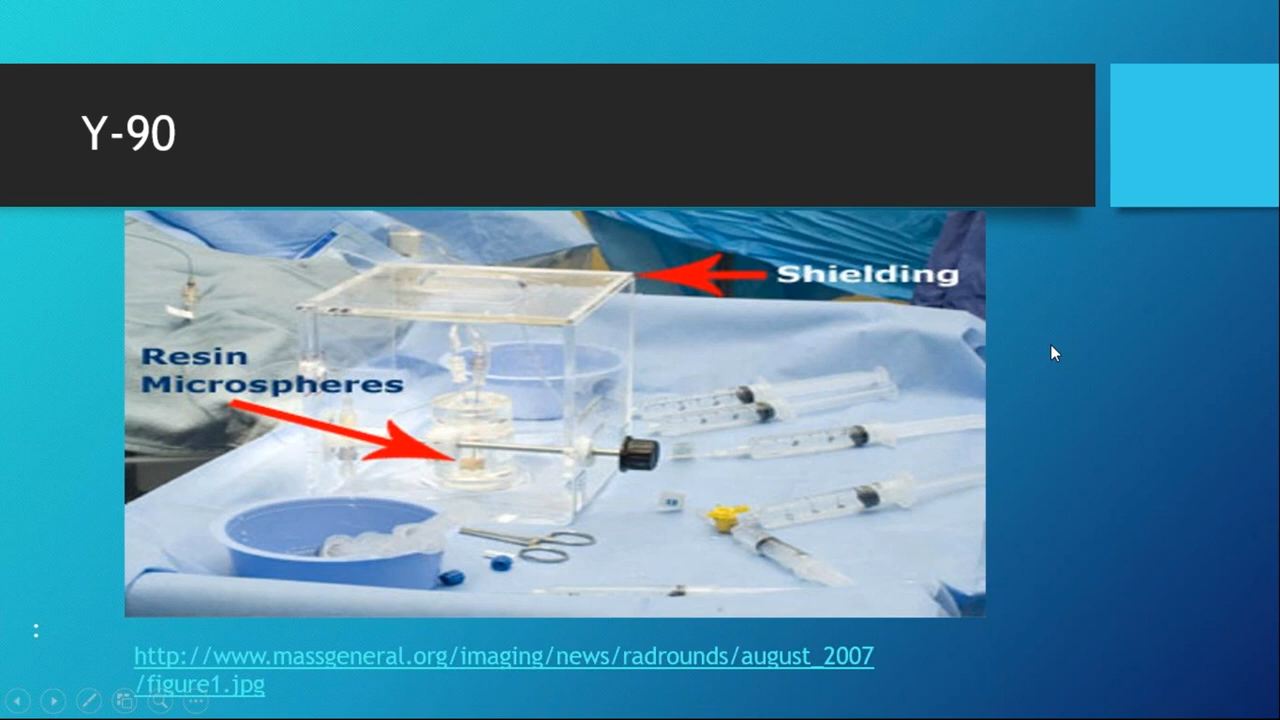 Y-90
Shielding
Resin
Microspheres
:
http://www.massgeneral.org/imaging/news/radrounds/august_2007
/figure1.jpg